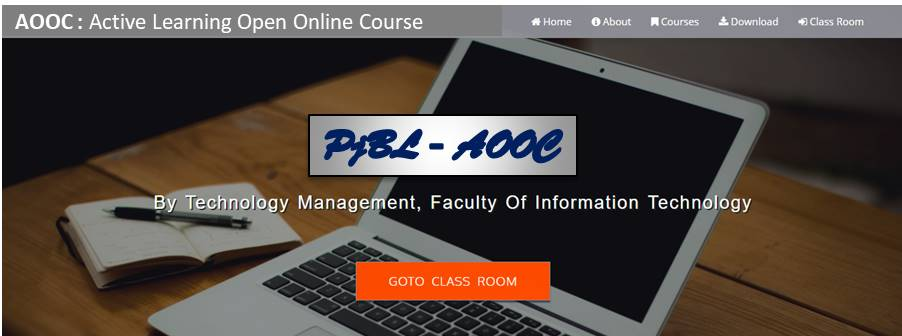 AOOC : Active Learning Open Online Course
Home About Courses Download Class Room
PjBL - AOOC
By Technology Management, Faculty Of Information Technology
GOTO CLASS ROOM